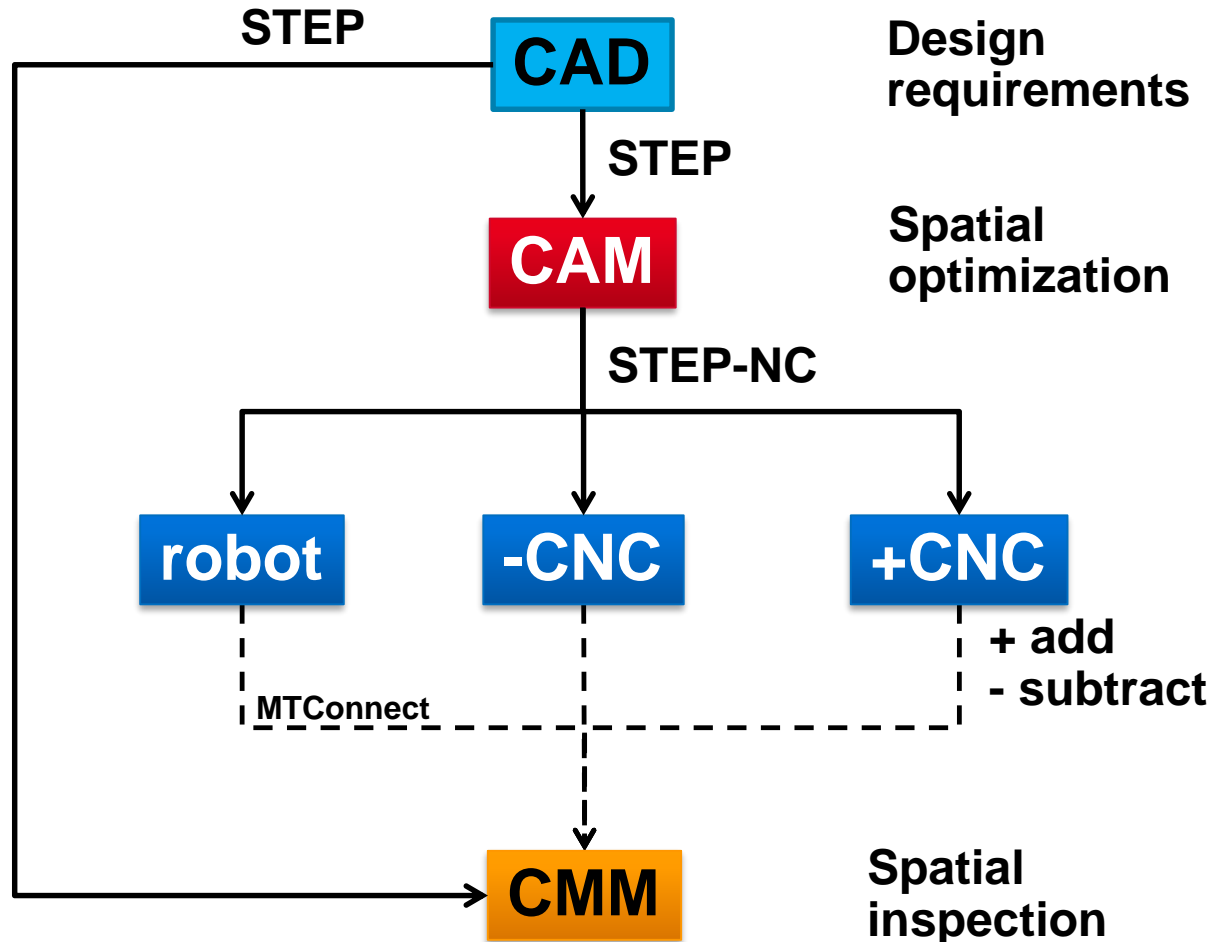 STEP
CAD
Design
requirements
STEP
CAM
Spatial
optimization
STEP-NC
robot
-CNC
+CNC
+ add
- subtract
MTConnect
CMM
Spatial
inspection